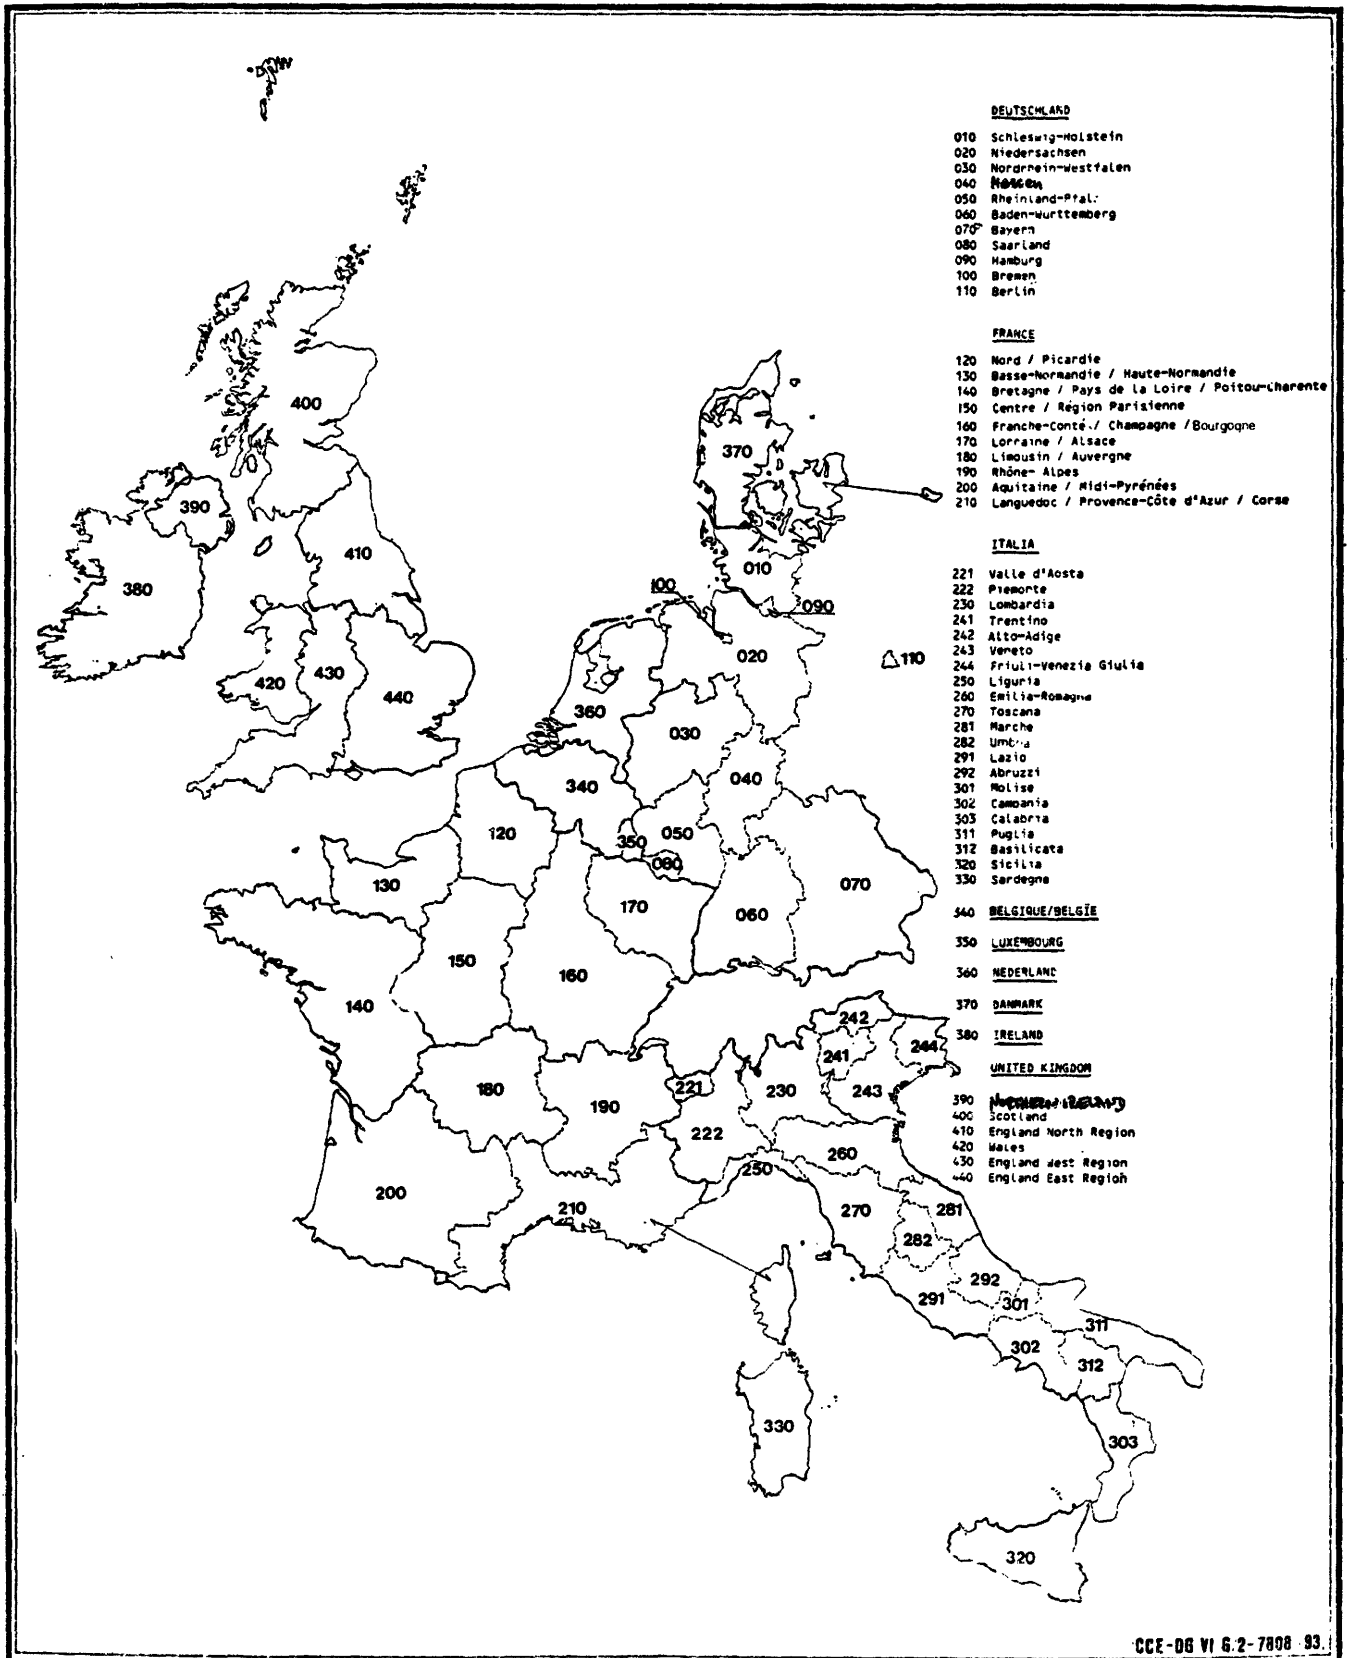 DEUTSCHLAND
010 Schleswig-Holstein
020 Niedersachsen
030 Nordrhein-Westfalen
040 Hessen
050 Rheinland-Pfalz
060 Baden-Wurttemberg
070 Bayern
080 Saarland
090 Hamburg
100 Bremen
110 Berlin
FRANCE
120 Nord / Picardie
130 Basse-Normandie / Haute-Normandie
140 Bretagne / Pays de la Loire / Poitou-Charente
150 Centre / Région Parisienne
160 Franche-Conté / Champagne / Bourgogne
170 Lorraine / Alsace
180 Limousin / Auvergne
190 Rhône- Alpes
200 Aquitaine / Midi-Pyrénées
210 Languedoc / Provence-Côte d'Azur / Corse
ITALIA
221 Valle d'Aosta
222 Piemorte
230 Lombardia
241 Trentino
242 Alto-Adige
243 Veneto
244 Friuli-Venezia Giulia
250 Liguria
260 Emilia-Romagna
270 Toscana
281 Marche
282 Umbria
291 Lazio
292 Abruzzi
301 Molise
302 Campania
303 Calabria
311 Puglia
312 Basilicata
320 Sicilia
330 Sardegna
340 BELGIQUE/BELGÏE
350 LUXEMBOURG
360 NEDERLAND
370 DANMARK
380 IRELAND
UNITED KINGDOM
390 NORTHERN IRELAND
400 Scotland
410 England North Region
420 Wales
430 England West Region
440 England East Region
400
370
390
410
380
010
100
090
020
110
420
430
440
360
030
040
340
120
350
050
080
130
070
170
060
150
160
140
242
241
244
221
230
243
180
190
222
260
250
200
210
270
281
282
292
291
301
311
302
312
330
303
320
CCE-DG VI G.2-7808 93.